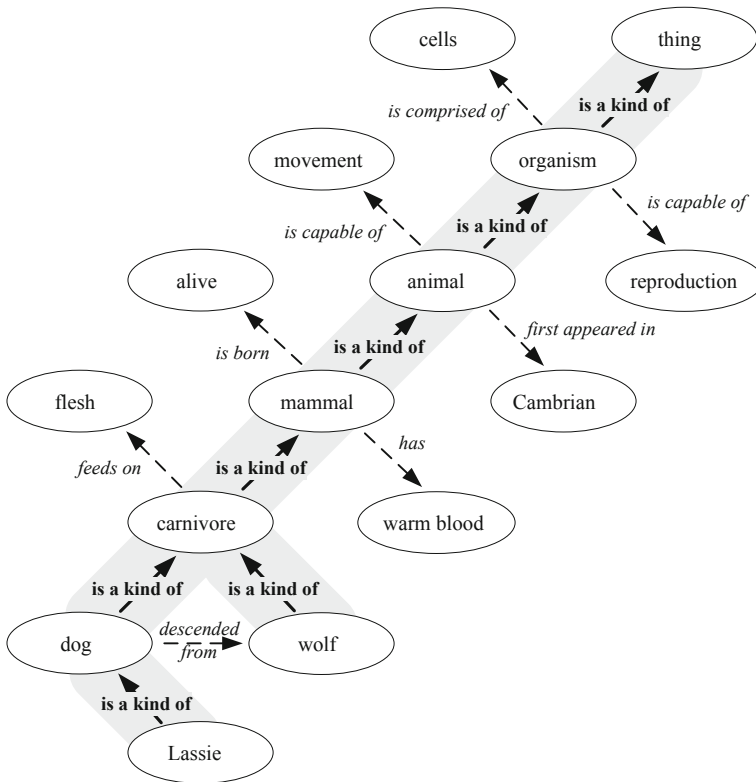 cells
thing
is comprised of
is a kind of
movement
organism
is capable of
is a kind of
is capable of
alive
animal
reproduction
is born
is a kind of
first appeared in
flesh
mammal
Cambrian
feeds on
is a kind of
has
carnivore
warm blood
is a kind of
is a kind of
dog
descended
from
wolf
is a kind of
Lassie